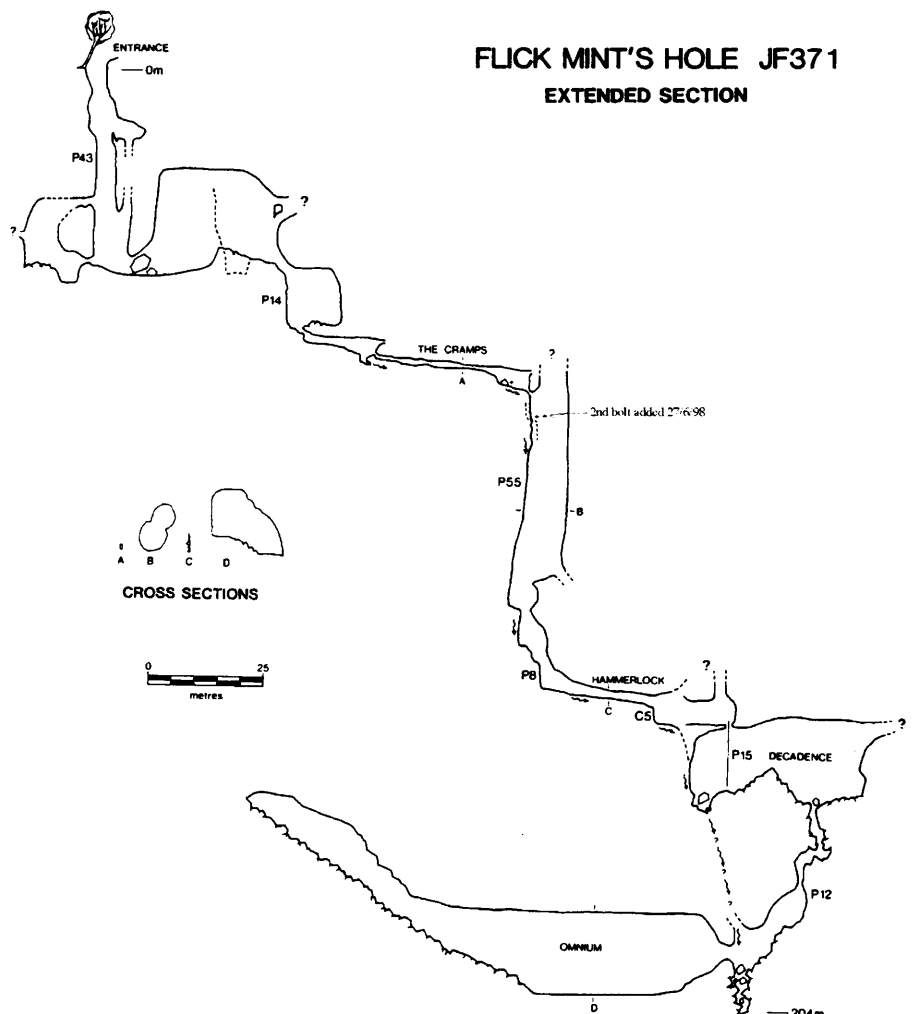 FLICK MINT'S HOLE JF371
EXTENDED SECTION
ENTRANCE
0m
P43
?
?
P14
THE CRAMPS
A
?
2nd bolt added 27/6/98
P55
B
A B C D
CROSS SECTIONS
0 25
metres
P8
HAMMERLOCK
C
C5
?
?
P15
DECADENCE
P12
OMNIUM
D
204m